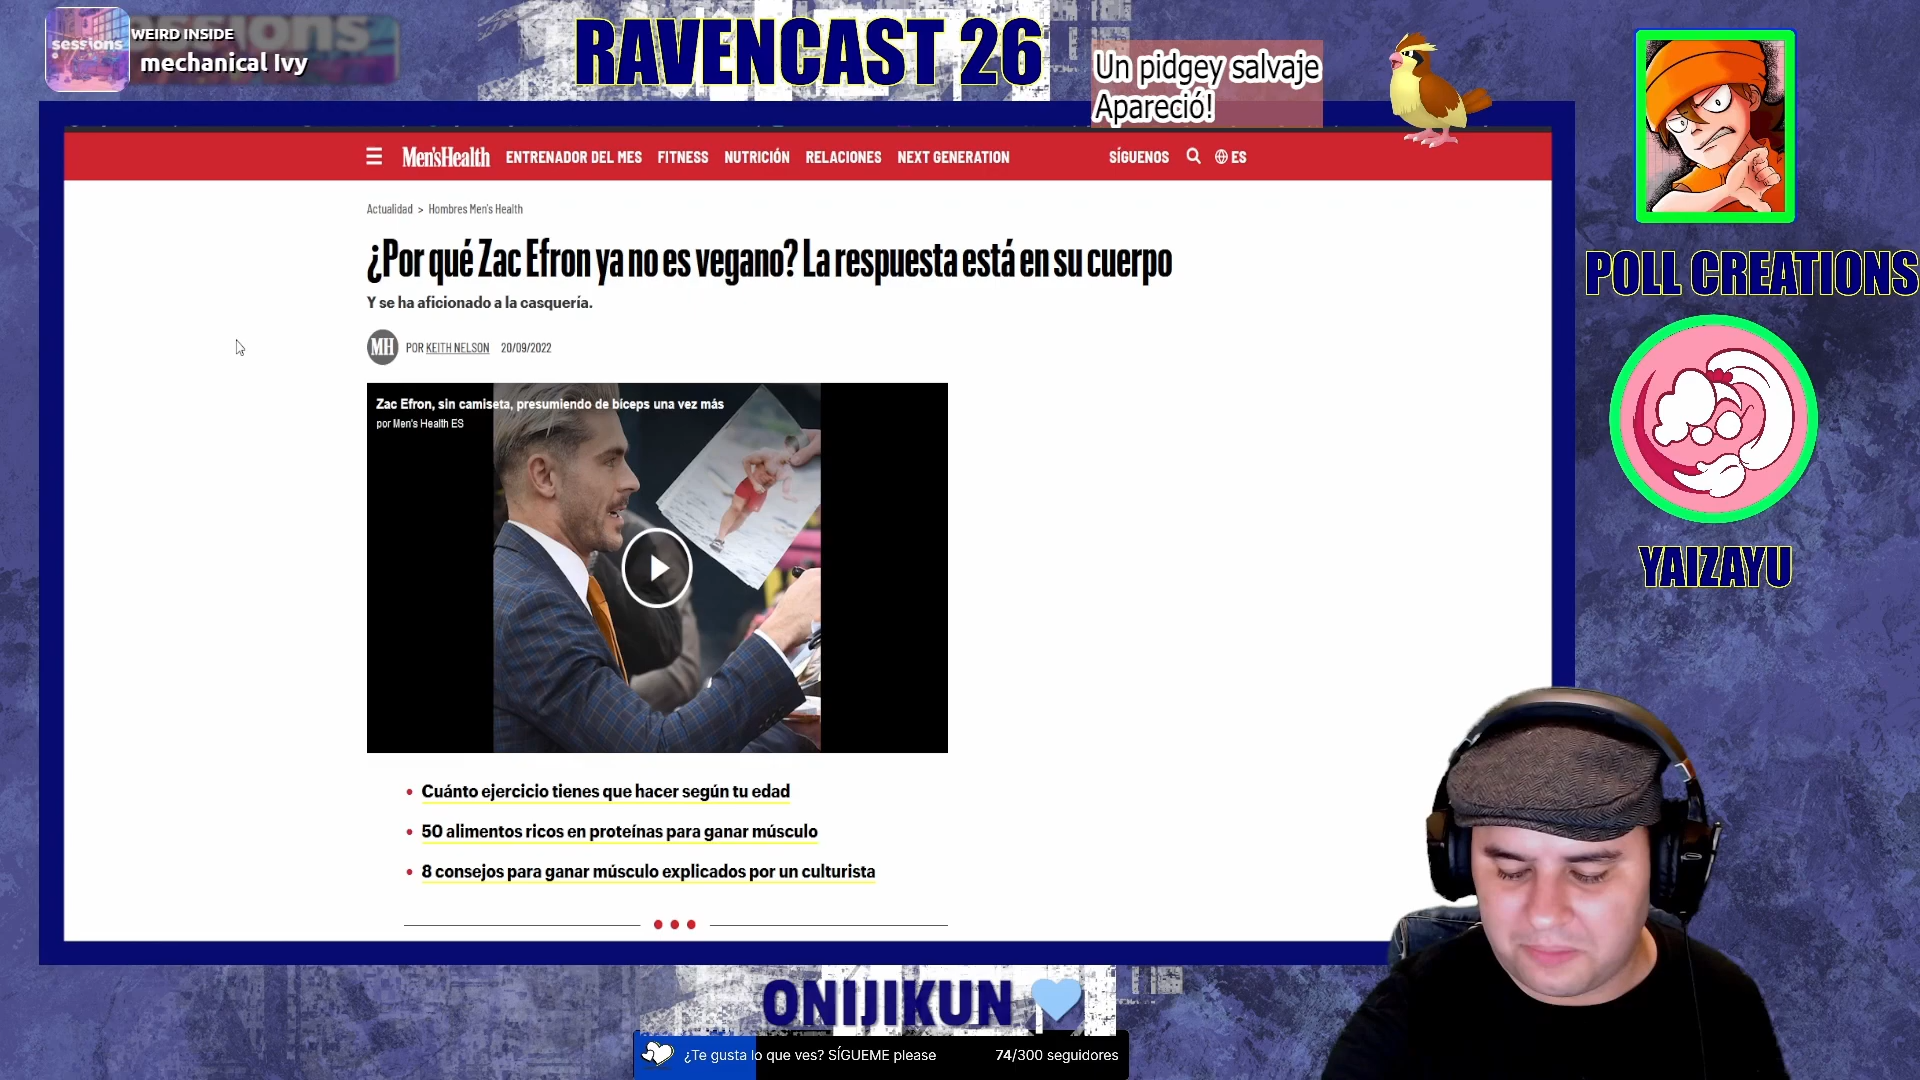 sessions
WEIRD INSIDE
mechanical Ivy
RAVENCAST 26
Un pidgey salvaje
Apareció!
Men'sHealth
ENTRENADOR DEL MES
FITNESS
NUTRICIÓN
RELACIONES
NEXT GENERATION
SÍGUENOS
ES
Actualidad > Hombres Men's Health
¿Por qué Zac Efron ya no es vegano? La respuesta está en su cuerpo
Y se ha aficionado a la casquería.
MH
POR KEITH NELSON 20/09/2022
Zac Efron, sin camiseta, presumiendo de bíceps una vez más
por Men's Health ES
• Cuánto ejercicio tienes que hacer según tu edad
• 50 alimentos ricos en proteínas para ganar músculo
• 8 consejos para ganar músculo explicados por un culturista
POLL CREATIONS
YAIZAYU
ONIJIKUN
¿Te gusta lo que ves? SÍGUEME please
74/300 seguidores